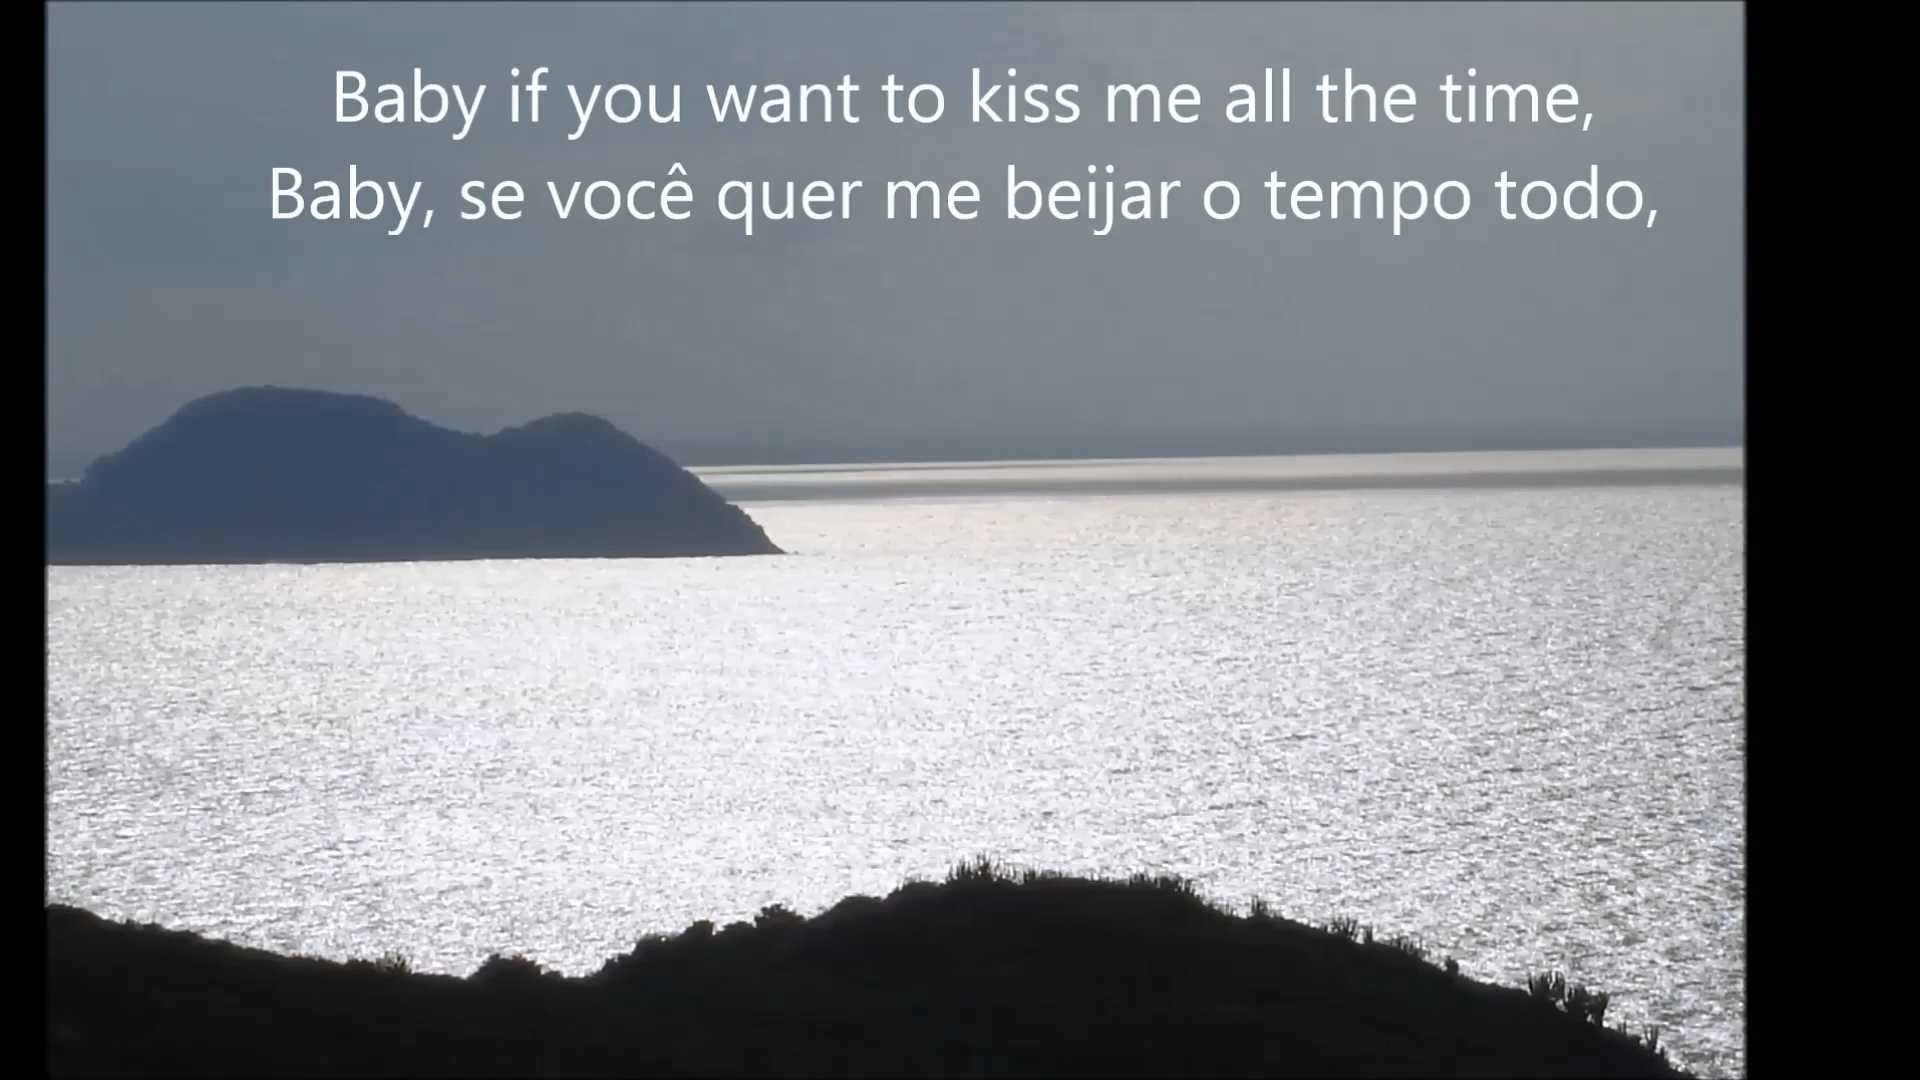 Baby if you want to kiss me all the time,
Baby, se você quer me beijar o tempo todo,